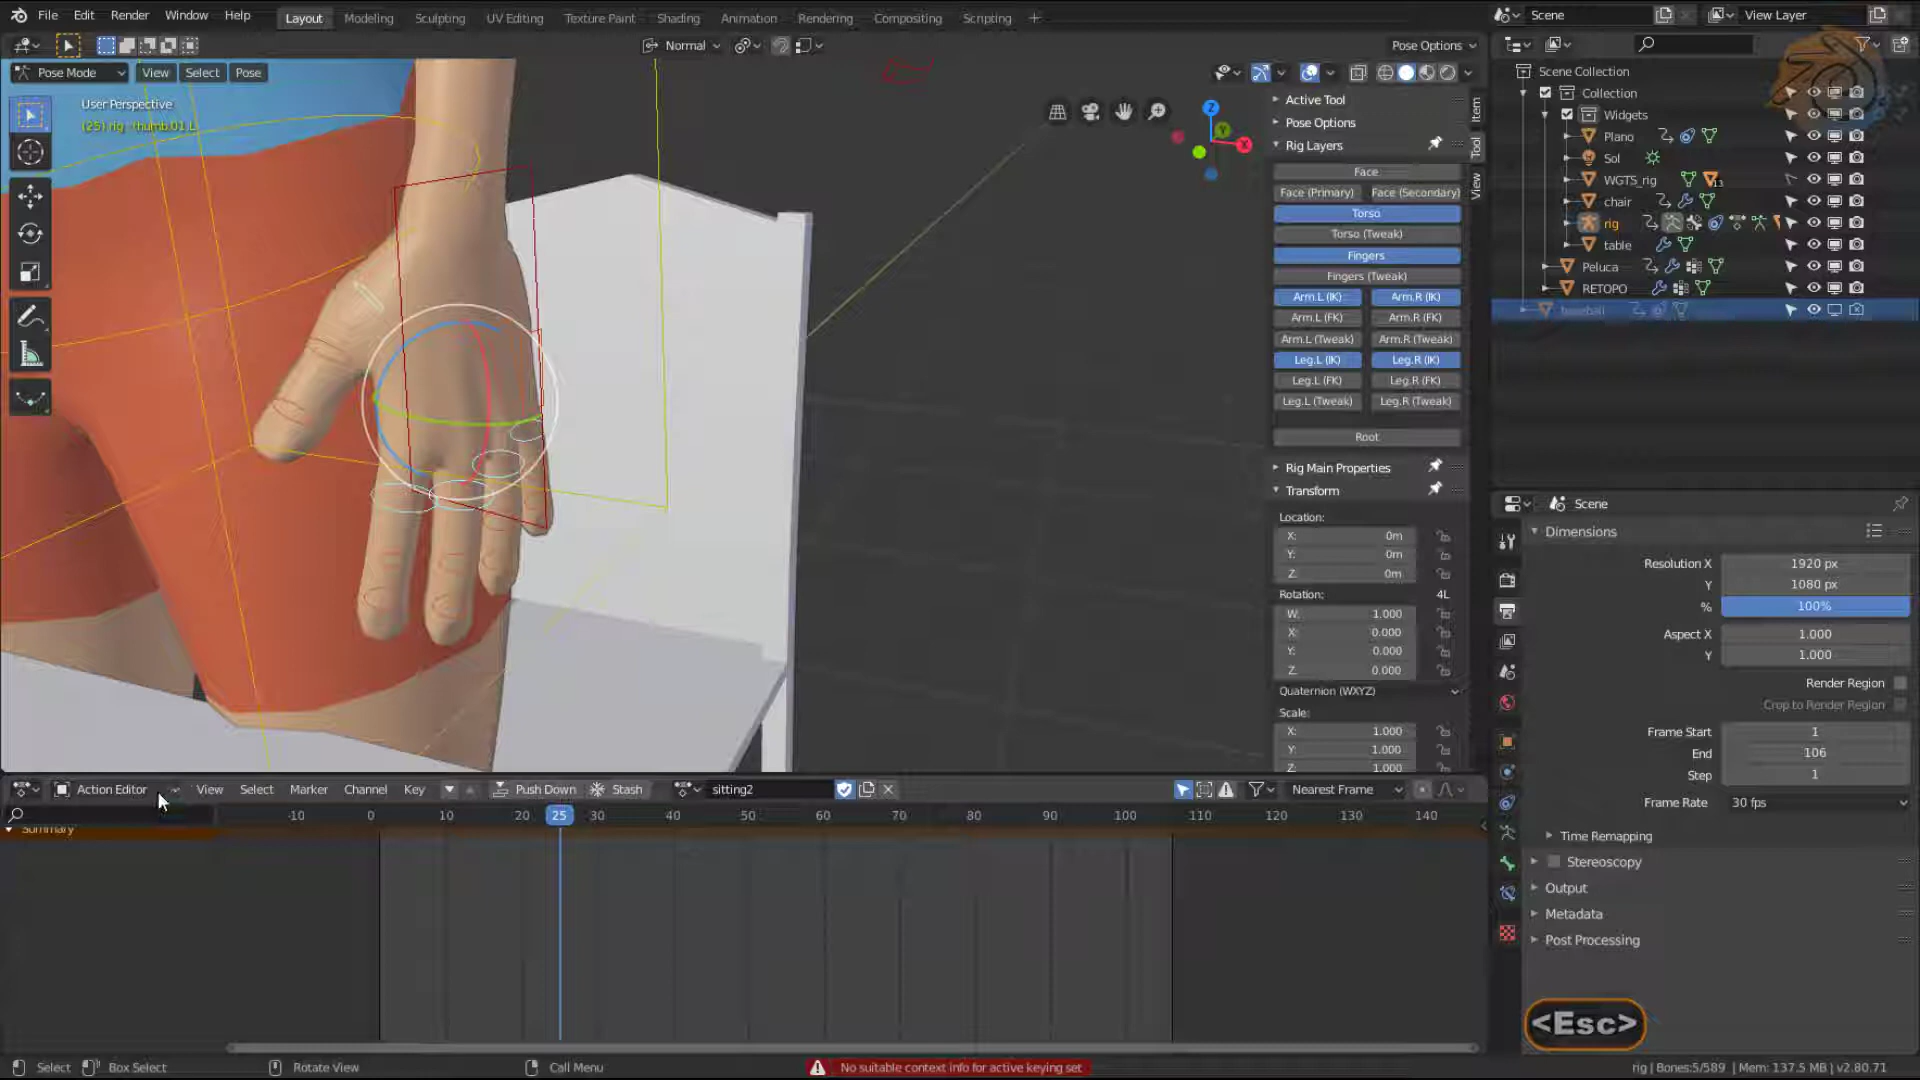 File Edit Render Window Help Layout Modeling Sculpting UV Editing Texture Paint Shading Animation Rendering Compositing Scripting Scene View Layer
Normal Pose Options
Pose Mode View Select Pose
User Perspective
(25) rig : thumb.01.L
Active Tool
Pose Options
Rig Layers
Face
Face (Primary) Face (Secondary)
Torso
Torso (Tweak)
Fingers
Fingers (Tweak)
Arm.L (IK) Arm.R (IK)
Arm.L (FK) Arm.R (FK)
Arm.L (Tweak) Arm.R (Tweak)
Leg.L (IK) Leg.R (IK)
Leg.L (FK) Leg.R (FK)
Leg.L (Tweak) Leg.R (Tweak)
Root
Rig Main Properties
Transform
Location:
X: 0m
Y: 0m
Z: 0m
Rotation: 4L
W: 1.000
X: 0.000
Y: 0.000
Z: 0.000
Quaternion (WXYZ)
Scale:
X: 1.000
Y: 1.000
Z: 1.000
Item
Tool
View
Z
Y
X
Scene Collection
Collection
Widgets
Plano
Sol
WGTS_rig 13
chair
rig
table
Peluca
RETOPO
Scene
Dimensions
Resolution X 1920 px
Y 1080 px
% 100%
Aspect X 1.000
Y 1.000
Render Region
Crop to Render Region
Frame Start 1
End 106
Step 1
Frame Rate 30 fps
Time Remapping
Stereoscopy
Output
Metadata
Post Processing
<Esc>
Action Editor View Select Marker Channel Key Push Down Stash sitting2 Nearest Frame
-10 0 10 20 25 30 40 50 60 70 80 90 100 110 120 130 140
Summary
Select Box Select Rotate View Call Menu No suitable context info for active keying set rig | Bones:5/589 | Mem: 137.5 MB | v2.80.71